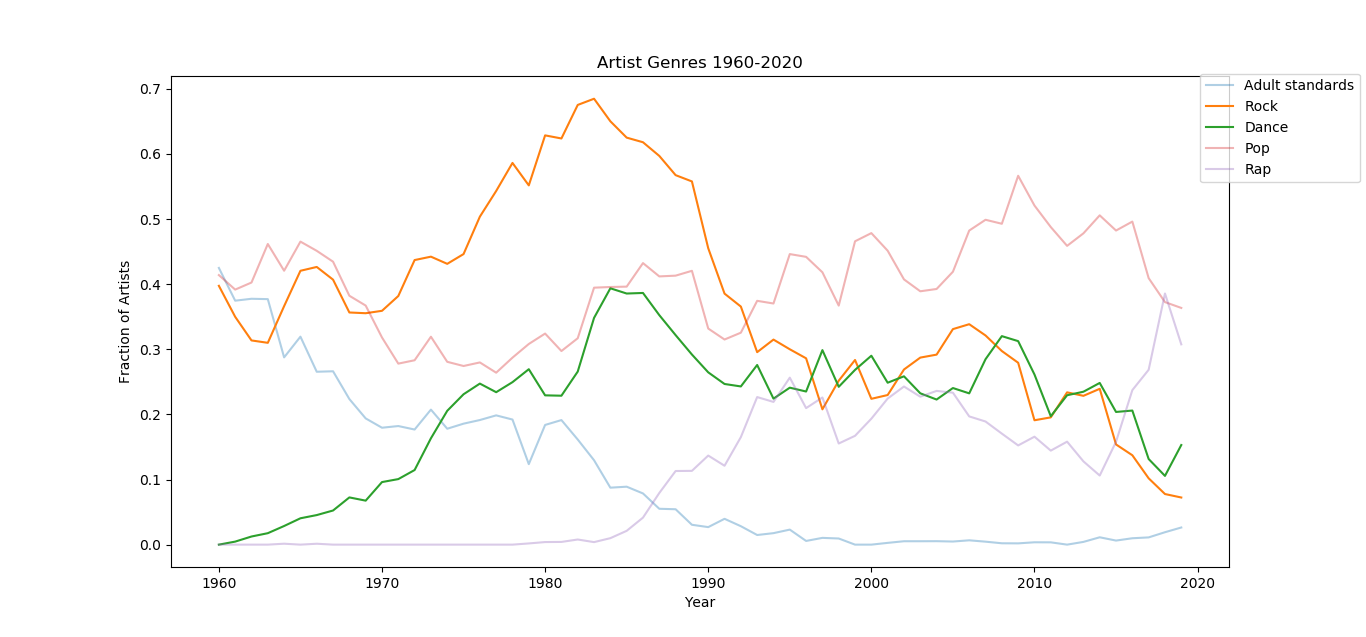 Artist Genres 1960-2020
Adult standards
Rock
Dance
Pop
Rap
0.7
0.6
0.5
0.4
0.3
0.2
0.1
0.0
Fraction of Artists
1960 1970 1980 1990 2000 2010 2020
Year